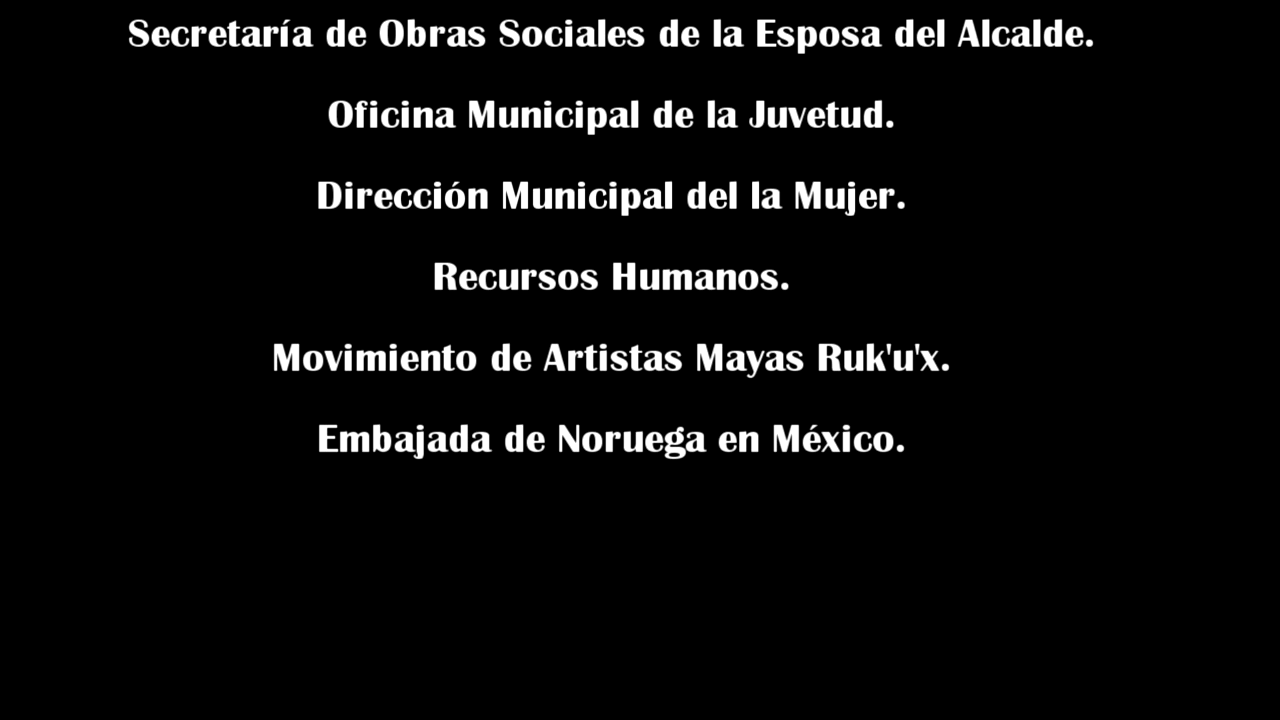 Secretaría de Obras Sociales de la Esposa del Alcalde.
Oficina Municipal de la Juvetud.
Dirección Municipal del la Mujer.
Recursos Humanos.
Movimiento de Artistas Mayas Ruk'u'x.
Embajada de Noruega en México.